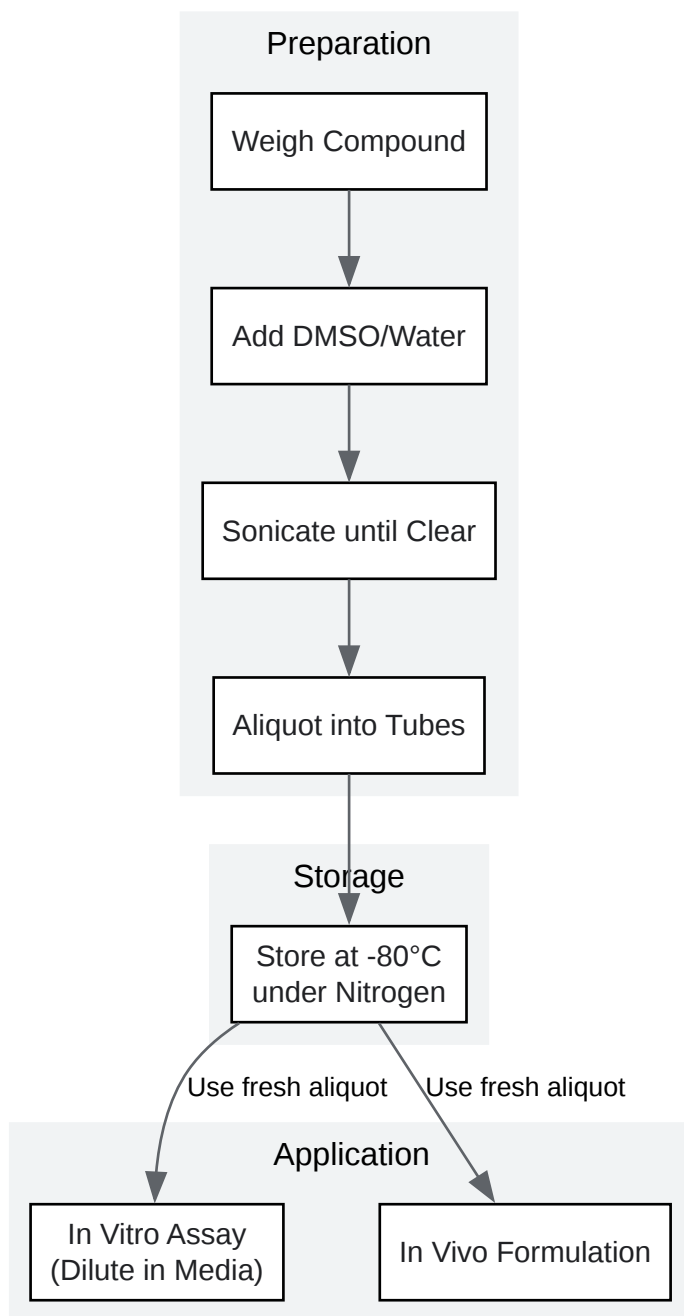 Preparation
Weigh Compound
Add DMSO/Water
Sonicate until Clear
Aliquot into Tubes
Storage
Store at -80°C
under Nitrogen
Use fresh aliquot
Use fresh aliquot
Application
In Vitro Assay
(Dilute in Media)
In Vivo Formulation